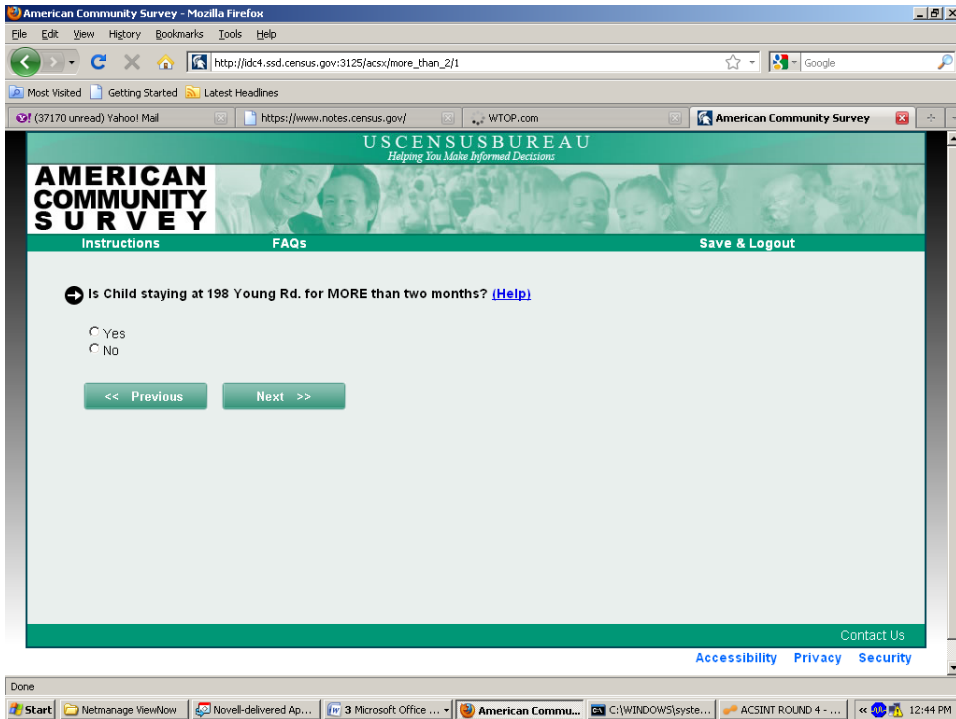 American Community Survey - Mozilla Firefox
File Edit View History Bookmarks Tools Help
http://idc4.ssd.census.gov:3125/acsx/more_than_2/1
Google
Most Visited Getting Started Latest Headlines
(37170 unread) Yahoo! Mail https://www.notes.census.gov/ WTOP.com American Community Survey
USCENSUSBUREAU
Helping You Make Informed Decisions
AMERICAN
COMMUNITY
SURVEY
Instructions FAQs Save & Logout
Is Child staying at 198 Young Rd. for MORE than two months? (Help)
Yes
No
<< Previous Next >>
Contact Us
Accessibility Privacy Security
Done
Start Netmanage ViewNow Novell-delivered Ap... 3 Microsoft Office ... American Commu... C:\WINDOWS\syste... ACSINT ROUND 4 - ... « 12:44 PM